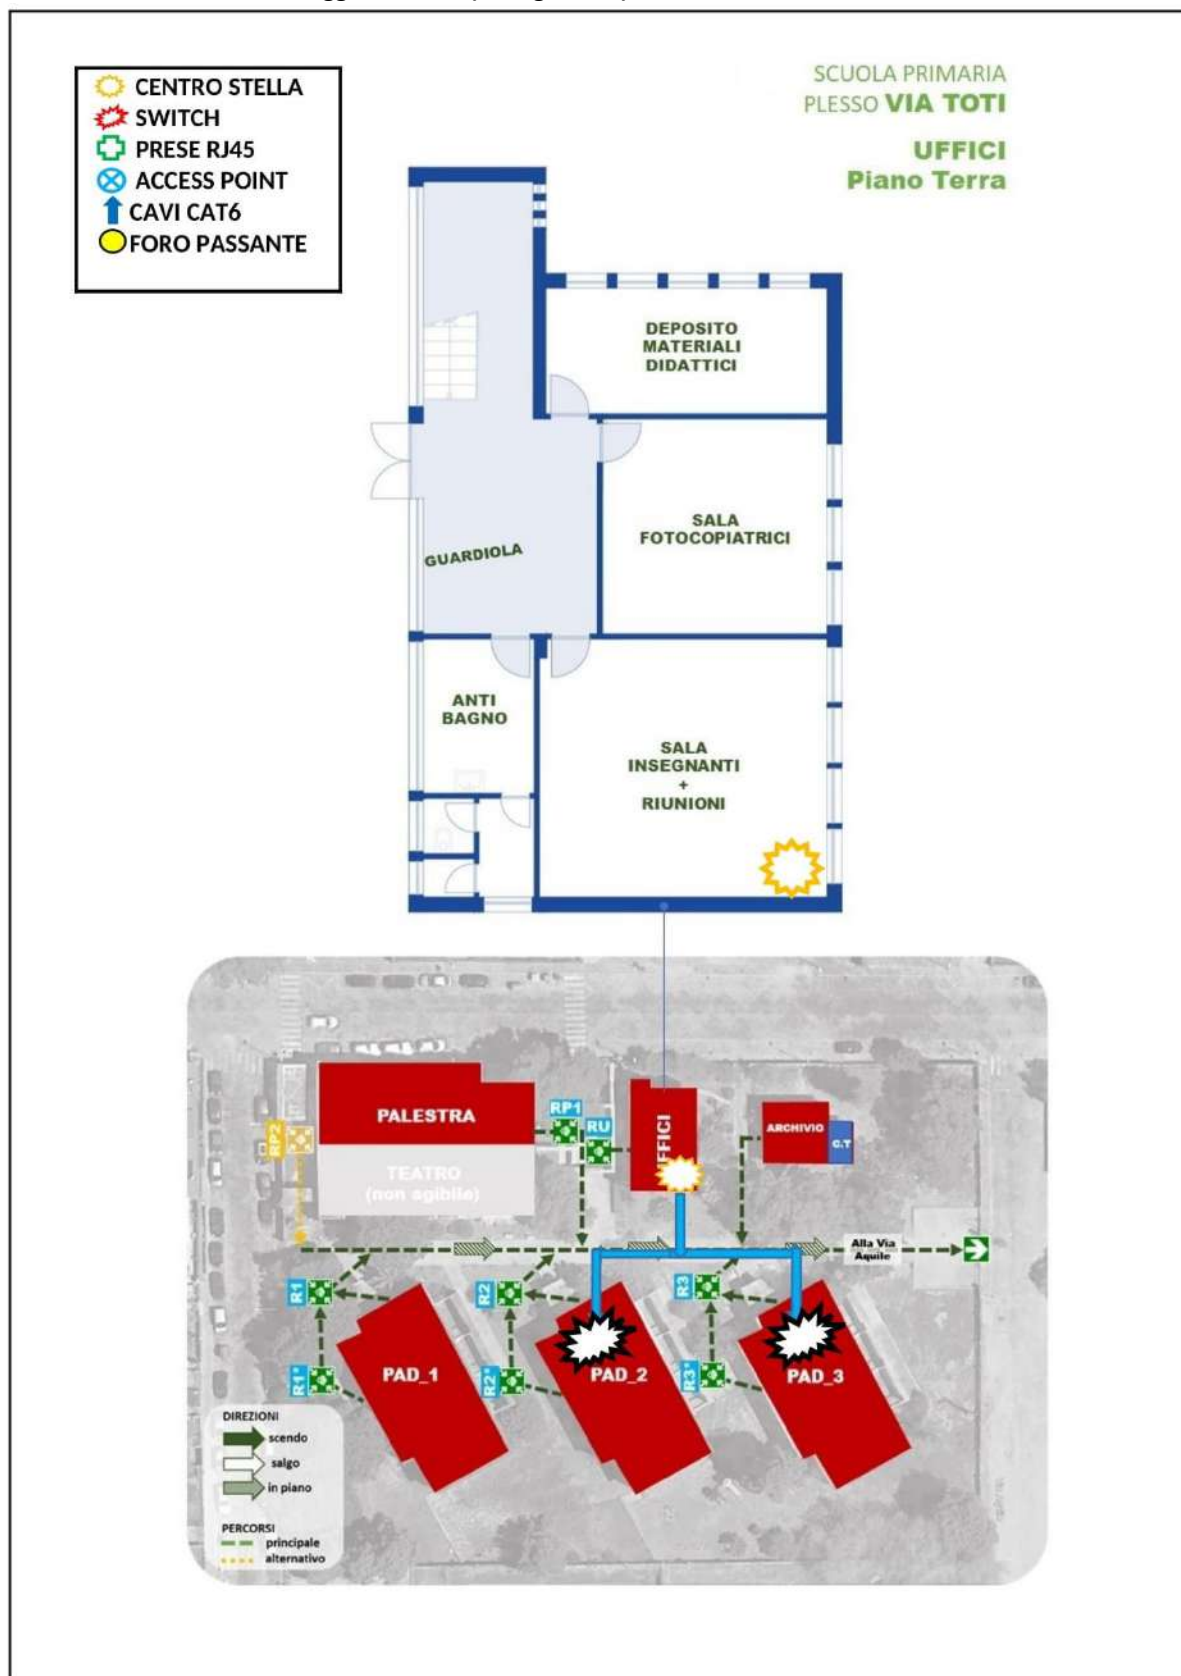 CENTRO STELLA
SWITCH
PRESE RJ45
ACCESS POINT
CAVI CAT6
FORO PASSANTE
SCUOLA PRIMARIA
PLESSO VIA TOTI
UFFICI
Piano Terra
DEPOSITO
MATERIALI
DIDATTICI
SALA
FOTOCOPIATRICI
GUARDIOLA
ANTI
BAGNO
SALA
INSEGNANTI
+
RIUNIONI
PALESTRA
RP1
RU
UFFICI
ARCHIVIO
C.T
RP2
TEATRO
(non agibile)
Alla Via
Aquile
R1
R2
R3
R1*
R2*
R3*
PAD_1
PAD_2
PAD_3
DIREZIONI
scendo
salgo
in piano
PERCORSI
principale
alternativo